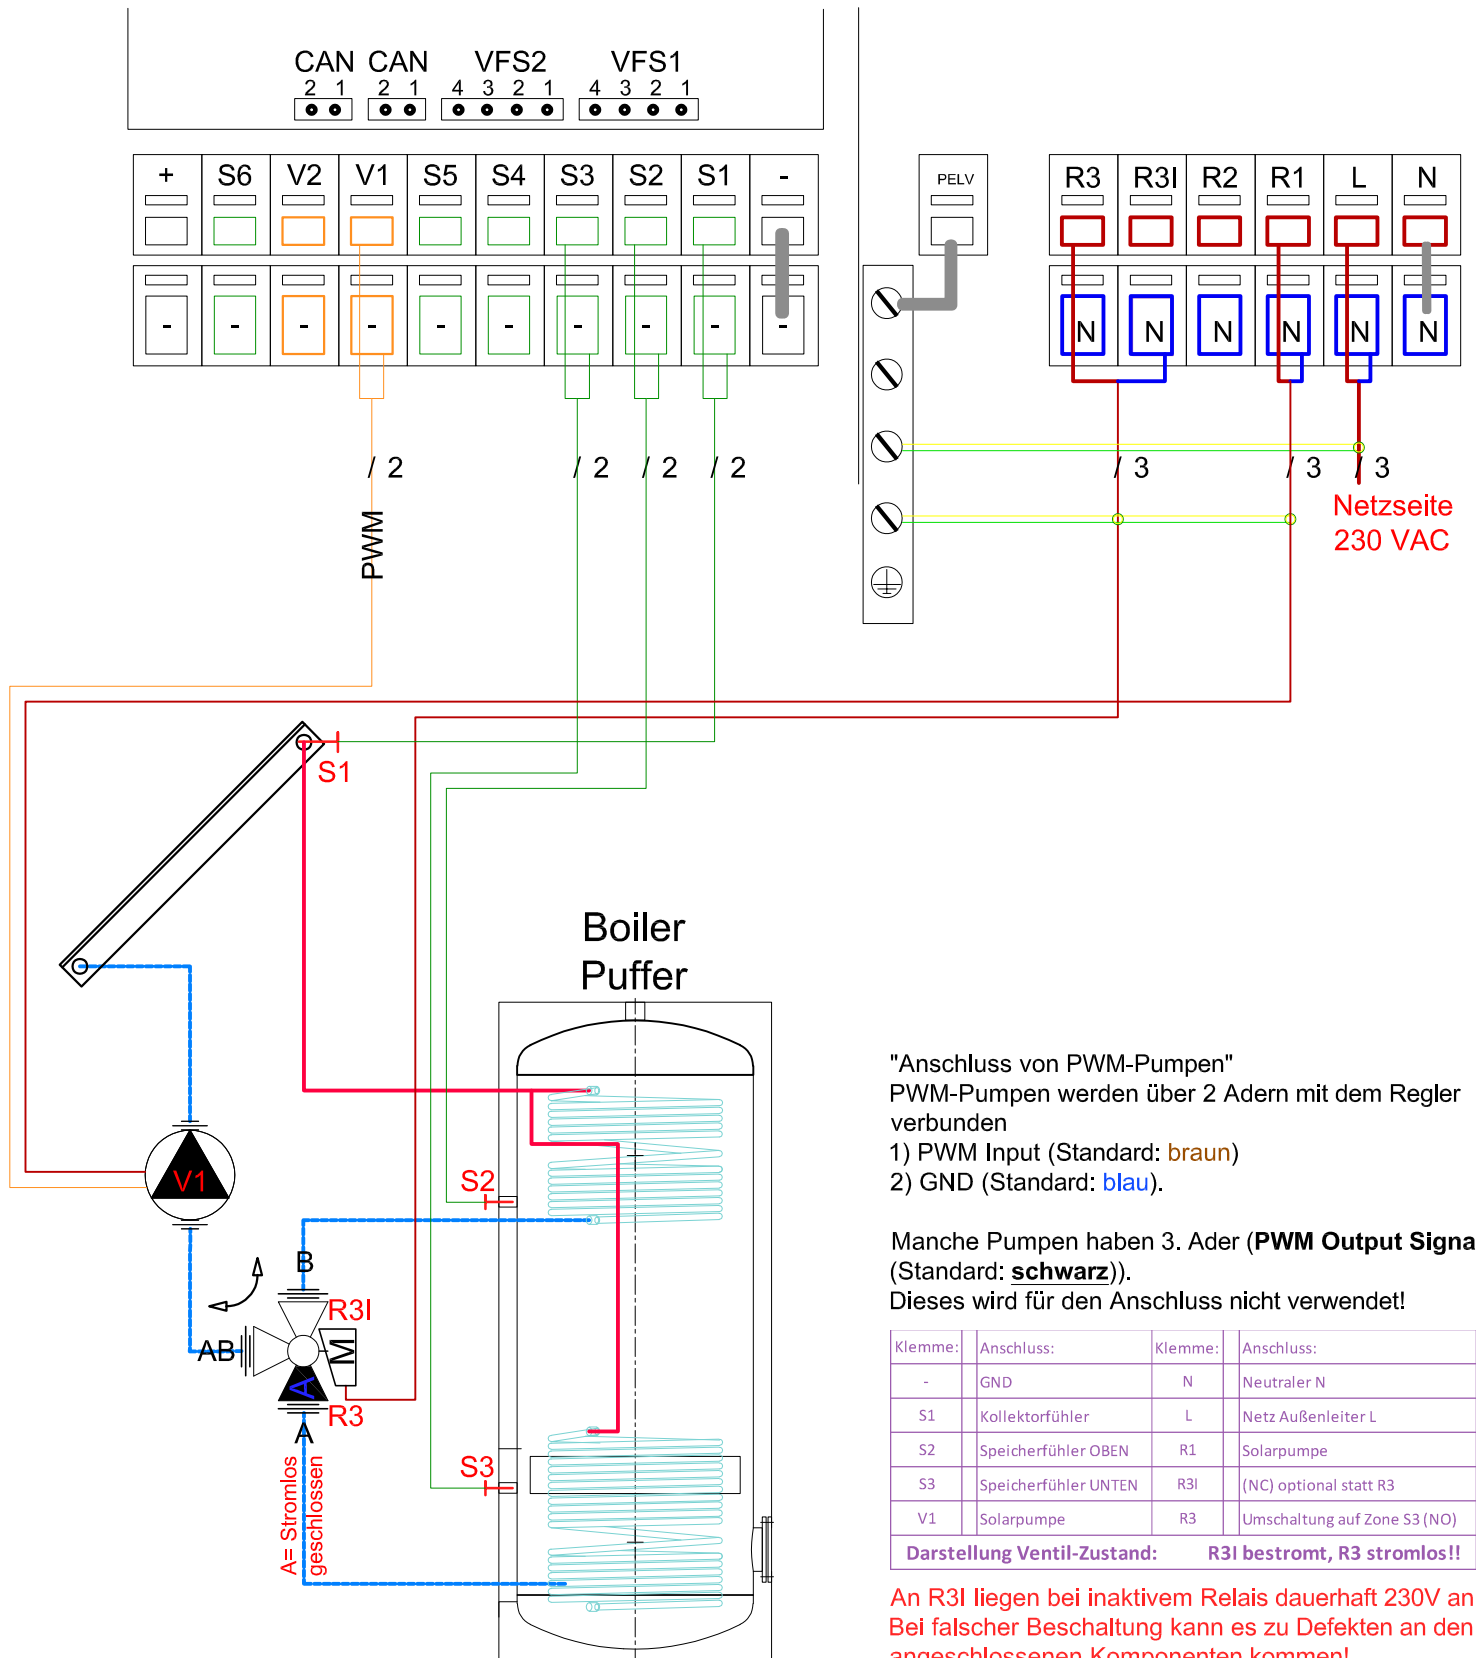 CAN CAN VFS2 VFS1
2 1 2 1 4 3 2 1 4 3 2 1
+ S6 V2 V1 S5 S4 S3 S2 S1 -
- - - - - - - - - -
PELV
R3 R3I R2 R1 L N
N N N N N N
/ 2 / 2 / 2 / 2
/ 3 / 3 / 3
PWM
Netzseite
230 VAC
S1
Boiler
Puffer
V1
S2
B
R3I
AB
M
A
R3
A
A= Stromlos
geschlossen
S3
"Anschluss von PWM-Pumpen"
PWM-Pumpen werden über 2 Adern mit dem Regler
verbunden
1) PWM Input (Standard: braun)
2) GND (Standard: blau).
Manche Pumpen haben 3. Ader (PWM Output Signa
(Standard: schwarz)).
Dieses wird für den Anschluss nicht verwendet!
Klemme: Anschluss: Klemme: Anschluss:
- GND N Neutraler N
S1 Kollektorfühler L Netz Außenleiter L
S2 Speicherfühler OBEN R1 Solarpumpe
S3 Speicherfühler UNTEN R3I (NC) optional statt R3
V1 Solarpumpe R3 Umschaltung auf Zone S3 (NO)
Darstellung Ventil-Zustand: R3I bestromt, R3 stromlos!!
An R3I liegen bei inaktivem Relais dauerhaft 230V an
Bei falscher Beschaltung kann es zu Defekten an den
angeschlossenen Komponenten kommen!